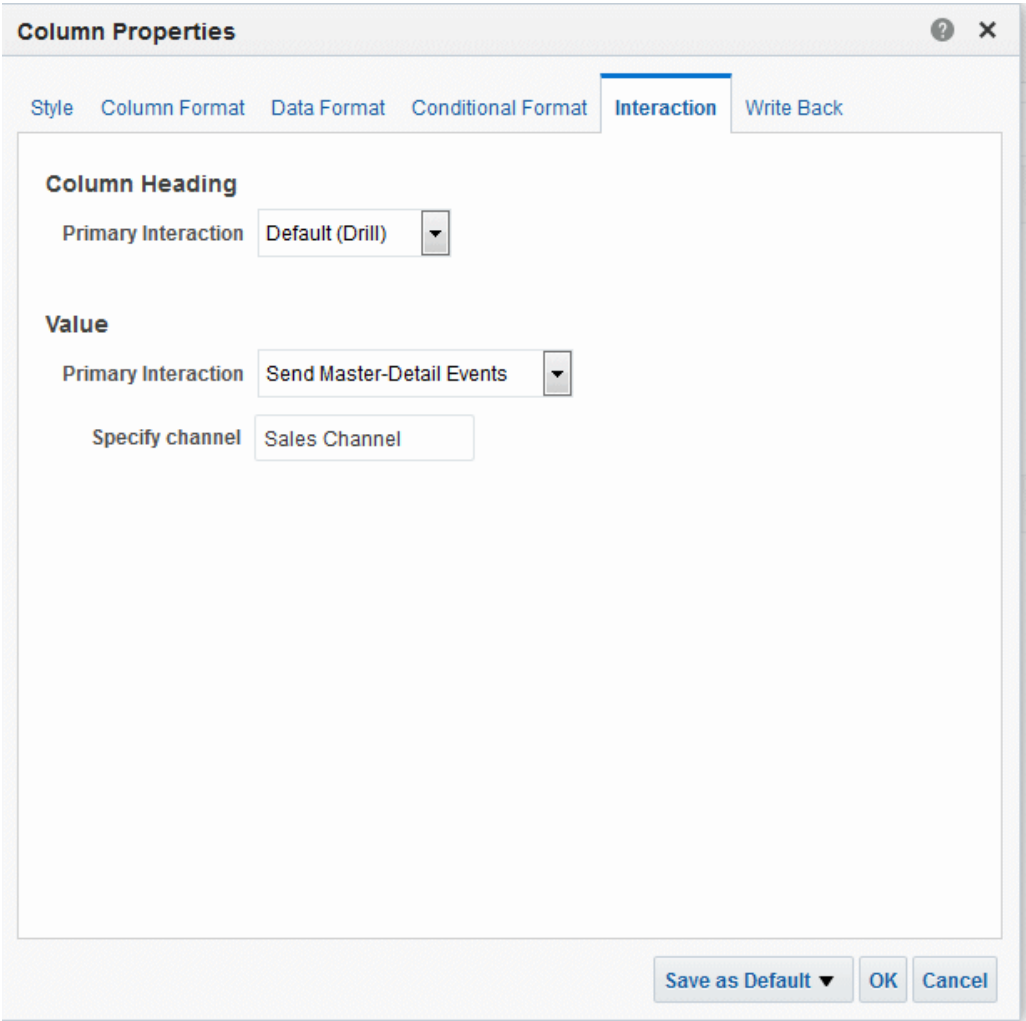 Column Properties
Style Column Format Data Format Conditional Format Interaction Write Back
Column Heading
Primary Interaction Default (Drill)
Value
Primary Interaction Send Master-Detail Events
Specify channel Sales Channel
Save as Default OK Cancel